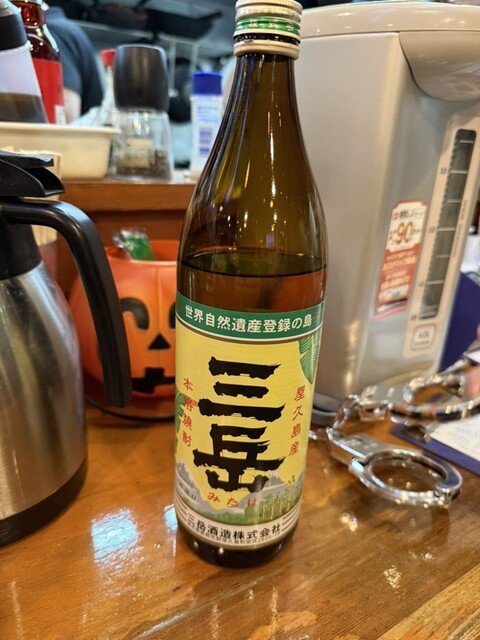 世界自然遺産登録の島
屋久島産
三岳
みたけ
本格焼酎
三岳酒造株式会社
90